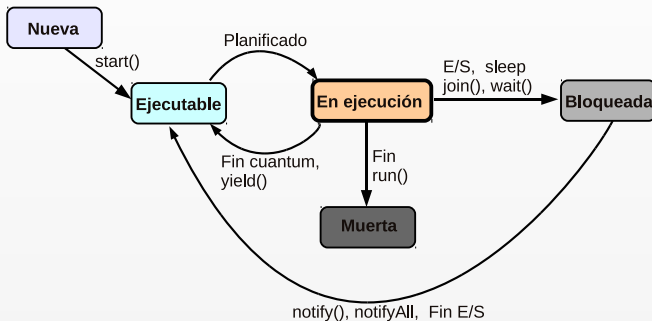 Nueva
start()
Planificado
Ejecutable
En ejecución
E/S, sleep
join(), wait()
Bloqueada
Fin cuantum,
yield()
Fin
run()
Muerta
notify(), notifyAll, Fin E/S